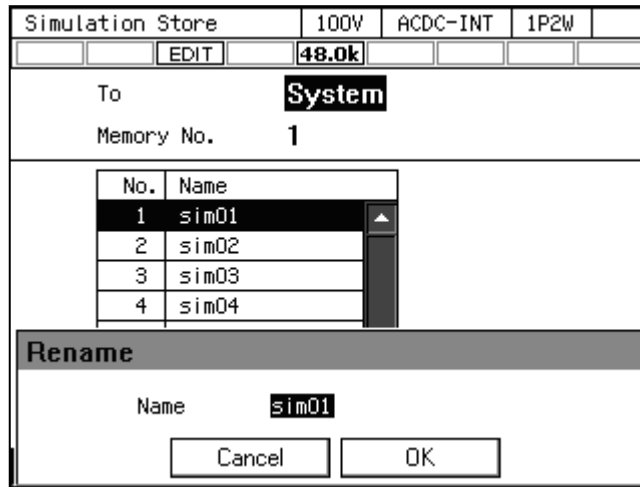 Simulation Store 100V ACDC-INT 1P2W
EDIT 48.0k
To System
Memory No. 1
No. Name
1 sim01
2 sim02
3 sim03
4 sim04
Rename
Name sim01
Cancel OK